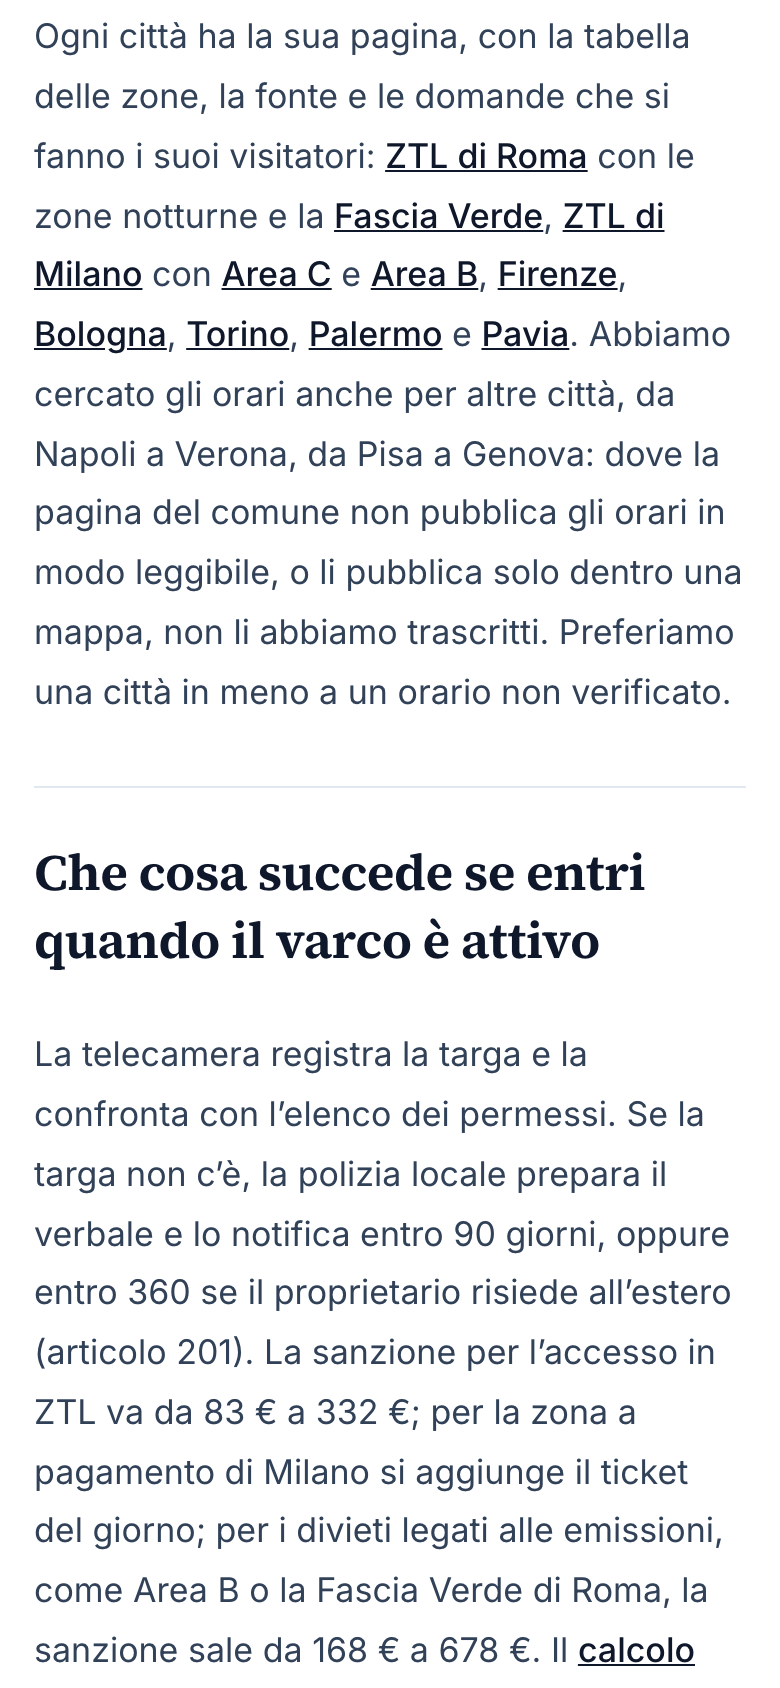 Ogni città ha la sua pagina, con la tabella
delle zone, la fonte e le domande che si
fanno i suoi visitatori: ZTL di Roma con le
zone notturne e la Fascia Verde, ZTL di
Milano con Area C e Area B, Firenze,
Bologna, Torino, Palermo e Pavia. Abbiamo
cercato gli orari anche per altre città, da
Napoli a Verona, da Pisa a Genova: dove la
pagina del comune non pubblica gli orari in
modo leggibile, o li pubblica solo dentro una
mappa, non li abbiamo trascritti. Preferiamo
una città in meno a un orario non verificato.
Che cosa succede se entri
quando il varco è attivo
La telecamera registra la targa e la
confronta con l’elenco dei permessi. Se la
targa non c’è, la polizia locale prepara il
verbale e lo notifica entro 90 giorni, oppure
entro 360 se il proprietario risiede all’estero
(articolo 201). La sanzione per l’accesso in
ZTL va da 83 € a 332 €; per la zona a
pagamento di Milano si aggiunge il ticket
del giorno; per i divieti legati alle emissioni,
come Area B o la Fascia Verde di Roma, la
sanzione sale da 168 € a 678 €. Il calcolo